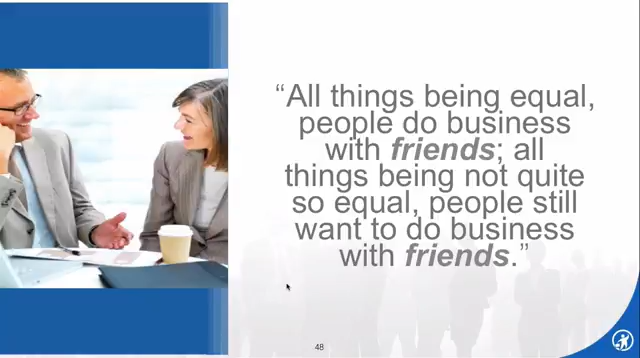 “All things being equal,
people do business
with friends; all
things being not quite
so equal, people still
want to do business
with friends.”
48